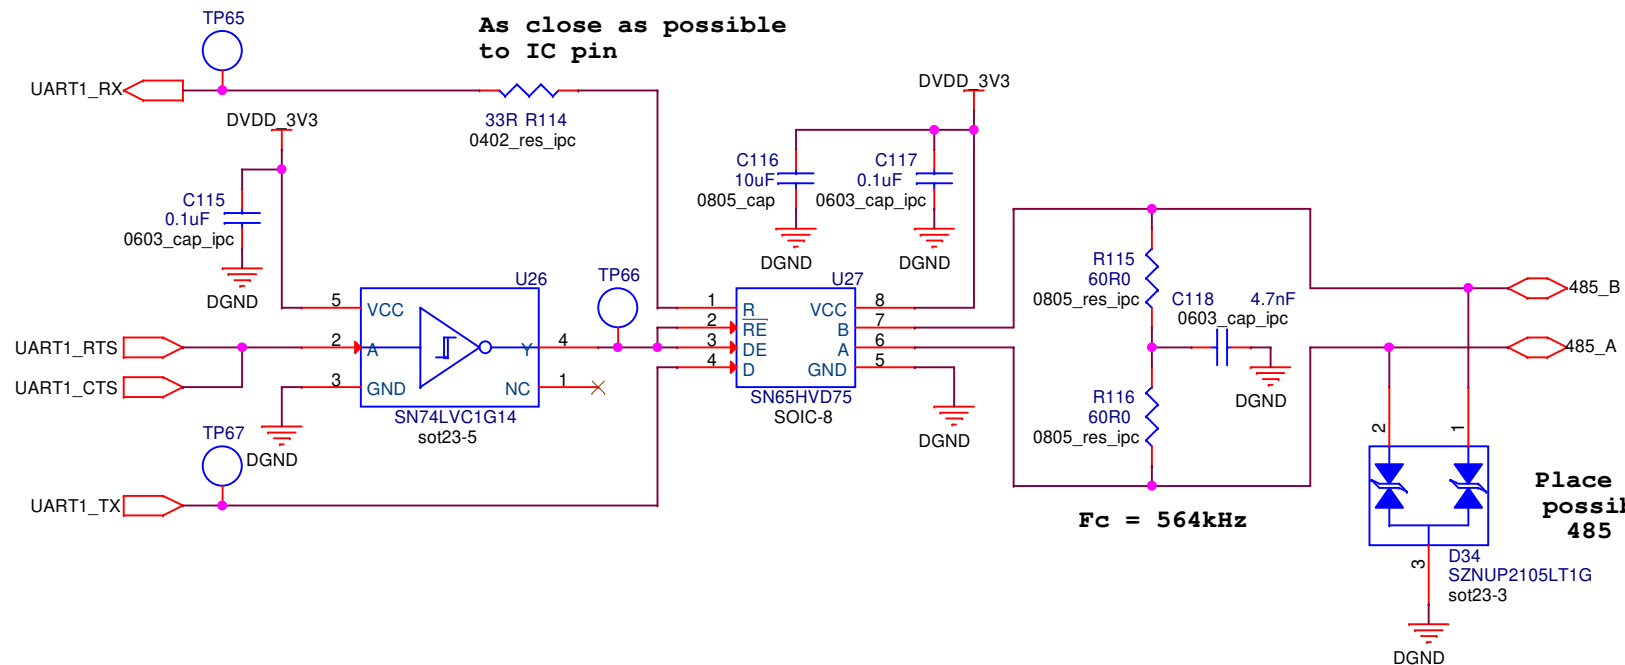 TP65
As close as possible
to IC pin
UART1_RX
33R R114
0402_res_ipc
DVDD_3V3
DVDD_3V3
C115
0.1uF
0603_cap_ipc
DGND
C116
10uF
0805_cap
DGND
C117
0.1uF
0603_cap_ipc
DGND
U26
5 VCC
UART1_RTS
2 A Y 4
UART1_CTS
3 GND NC 1
SN74LVC1G14
sot23-5
DGND
TP66
U27
1 R VCC 8
2 RE B 7
3 DE A 6
4 D GND 5
SN65HVD75
SOIC-8
DGND
R115
60R0
0805_res_ipc
C118 4.7nF
0603_cap_ipc
DGND
R116
60R0
0805_res_ipc
485_B
485_A
2 1
TP67
UART1_TX
Fc = 564kHz
Place
485
3
D34
SZNUP2105LT1G
sot23-3
DGND